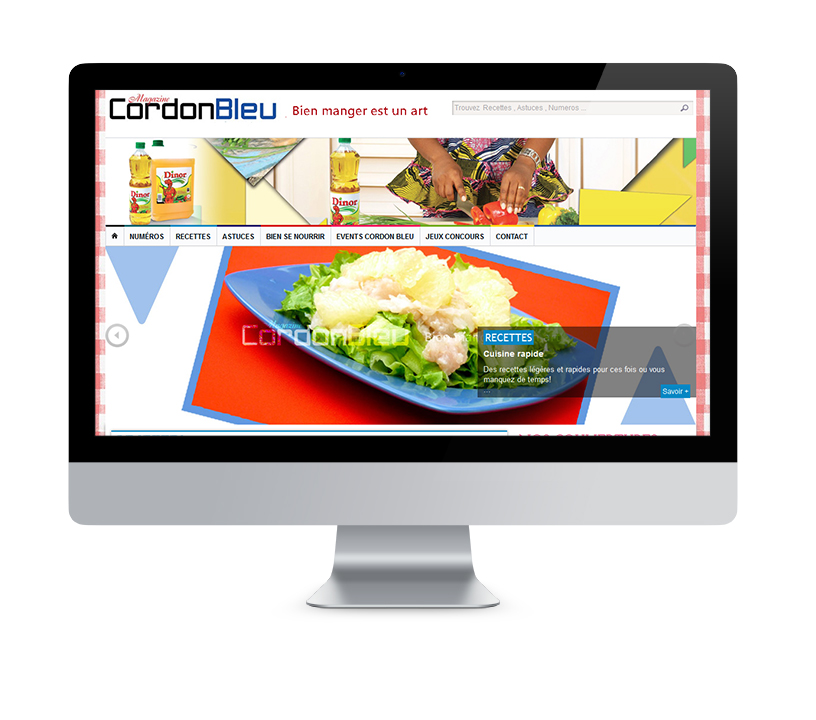 Magazine
CordonBleu
Bien manger est un art
Trouvez Recettes , Astuces , Numeros ...
Dinor
Dinor
Dinor
NUMÉROS
RECETTES
ASTUCES
BIEN SE NOURRIR
EVENTS CORDON BLEU
JEUX CONCOURS
CONTACT
Cordonbleu
RECETTES
Cuisine rapide
Des recettes légères et rapides pour ces fois ou vous
manquez de temps!
Savoir +